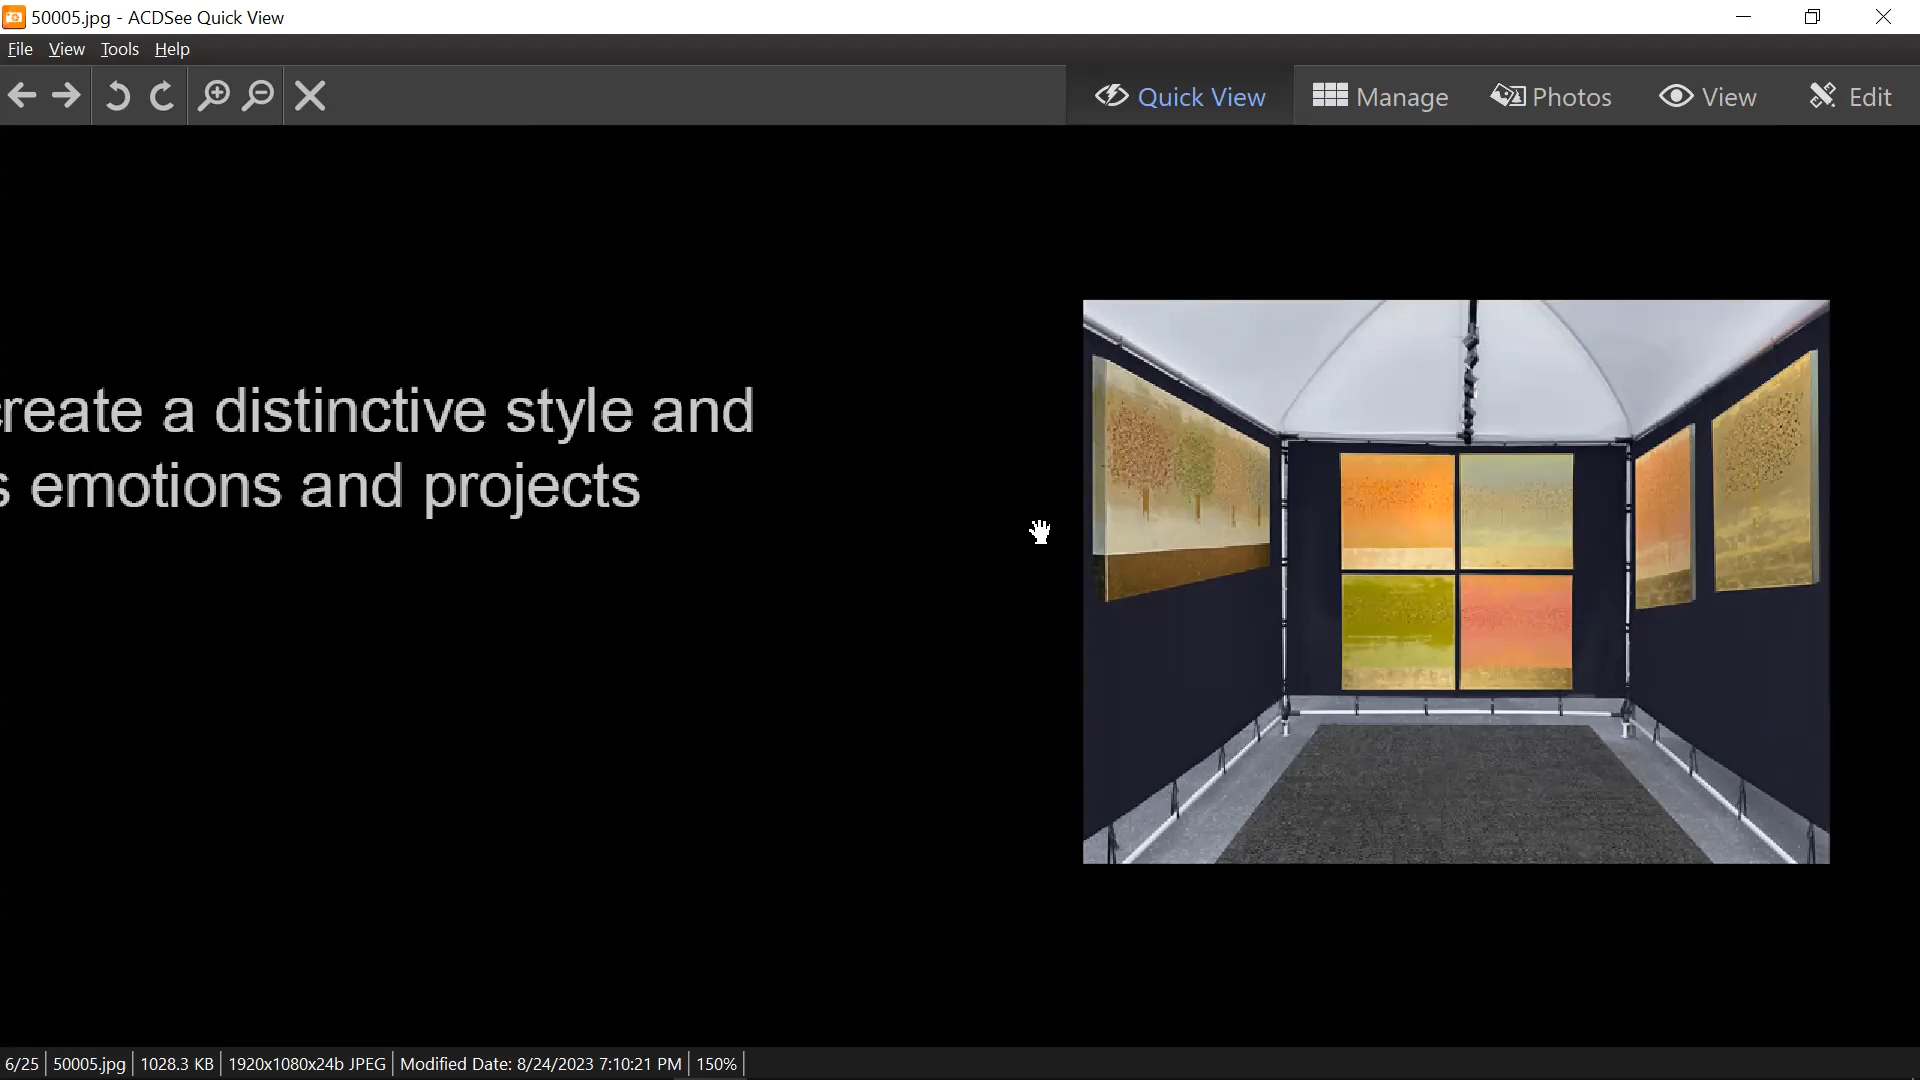 50005.jpg - ACDSee Quick View
File View Tools Help
Quick View Manage Photos View Edit
create a distinctive style and
s emotions and projects
6/25 50005.jpg 1028.3 KB 1920x1080x24b JPEG Modified Date: 8/24/2023 7:10:21 PM 150%